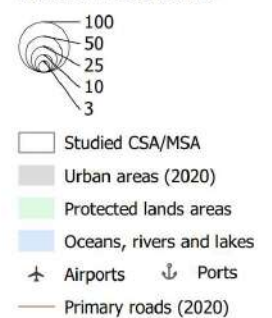 100
50
25
10
3
Studied CSA/MSA
Urban areas (2020)
Protected lands areas
Oceans, rivers and lakes
Airports Ports
Primary roads (2020)